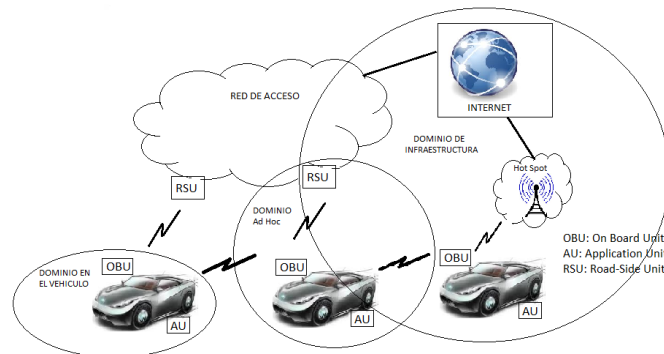 RED DE ACCESO
INTERNET
DOMINIO DE
INFRAESTRUCTURA
Hot Spot
RSU
RSU
DOMINIO
Ad Hoc
OBU: On Board Unit
AU: Application Unit
RSU: Road-Side Unit
DOMINIO EN
EL VEHICULO
OBU
OBU
OBU
AU
AU
AU